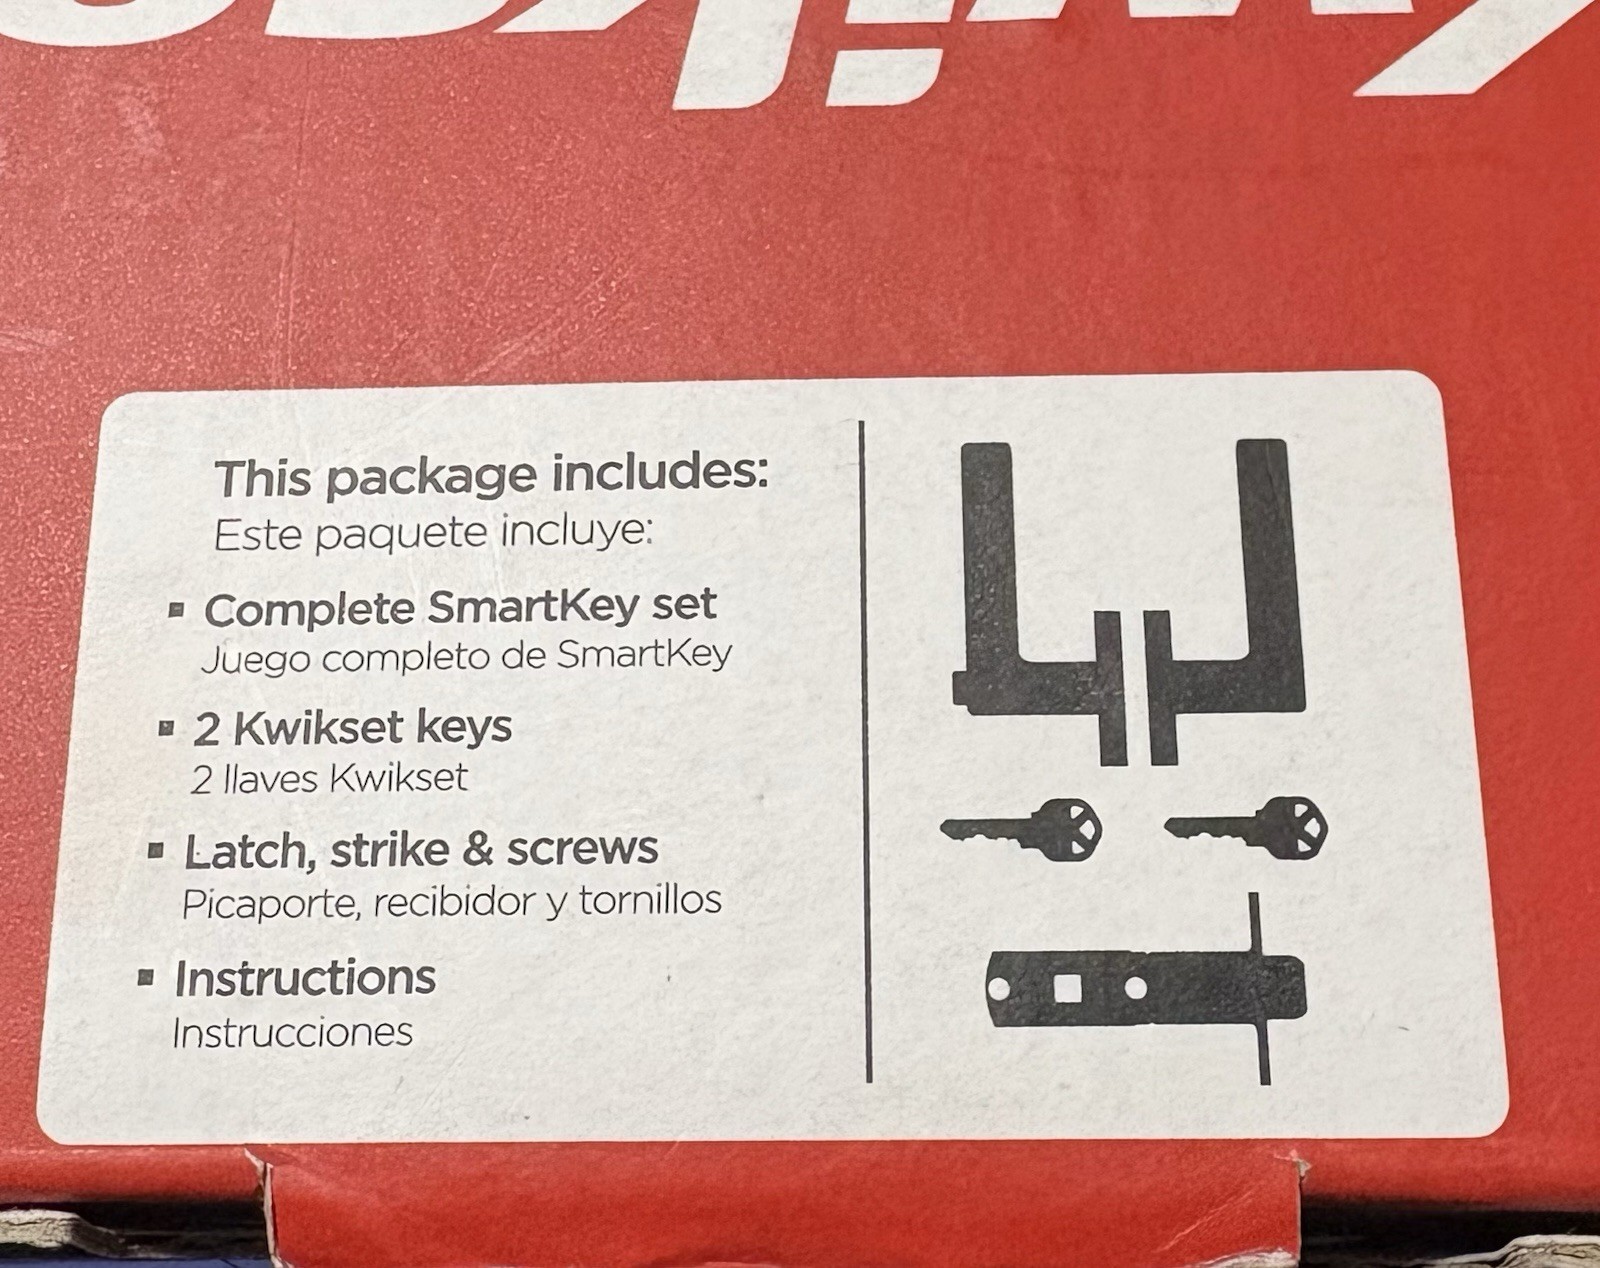 This package includes:
Este paquete incluye:
▪ Complete SmartKey set
Juego completo de SmartKey
▪ 2 Kwikset keys
2 llaves Kwikset
▪ Latch, strike & screws
Picaporte, recibidor y tornillos
▪ Instructions
Instrucciones